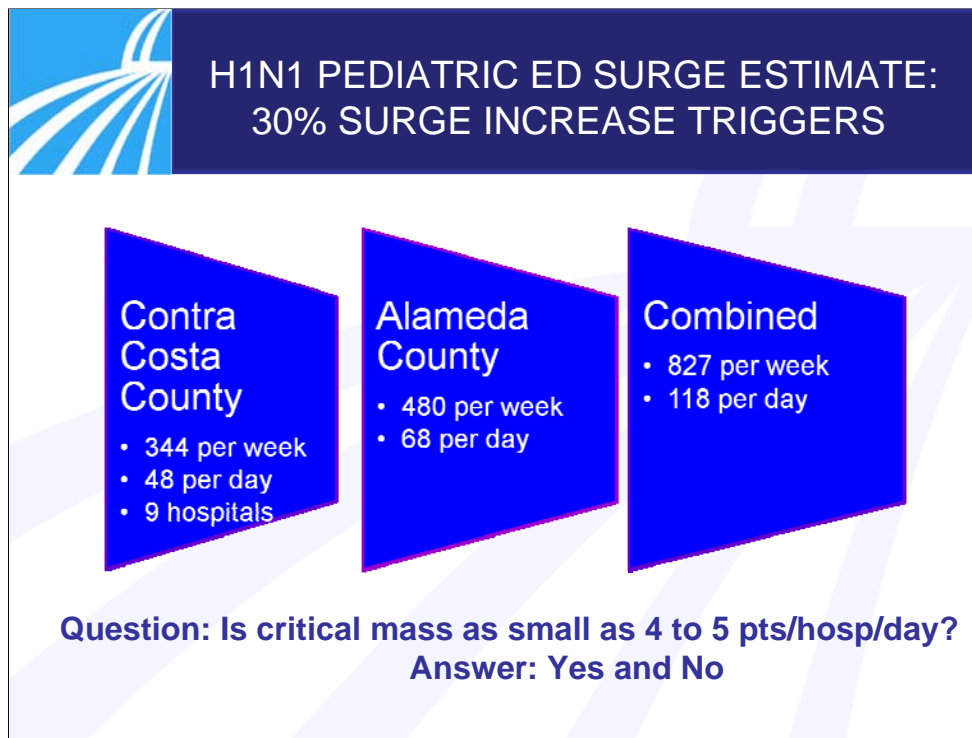 H1N1 PEDIATRIC ED SURGE ESTIMATE:
30% SURGE INCREASE TRIGGERS
Contra
Costa
County
• 344 per week
• 48 per day
• 9 hospitals
Alameda
County
• 480 per week
• 68 per day
Combined
• 827 per week
• 118 per day
Question: Is critical mass as small as 4 to 5 pts/hosp/day?
Answer: Yes and No